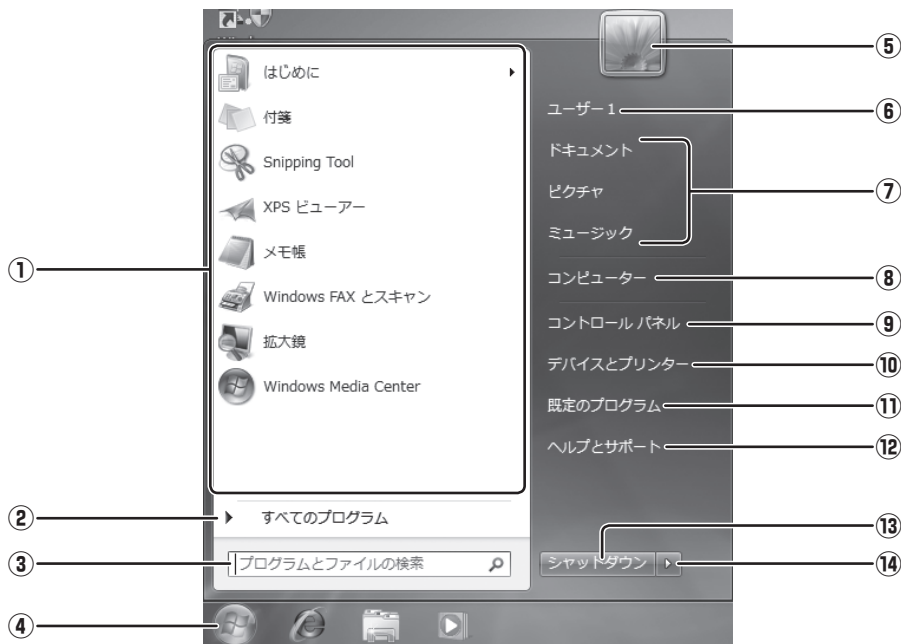 はじめに
付箋
Snipping Tool
XPS ビューアー
メモ帳
Windows FAX とスキャン
拡大鏡
Windows Media Center
すべてのプログラム
プログラムとファイルの検索
ユーザー1
ドキュメント
ピクチャ
ミュージック
コンピューター
コントロール パネル
デバイスとプリンター
既定のプログラム
ヘルプとサポート
シャットダウン
①
②
③
④
⑤
⑥
⑦
⑧
⑨
⑩
⑪
⑫
⑬
⑭